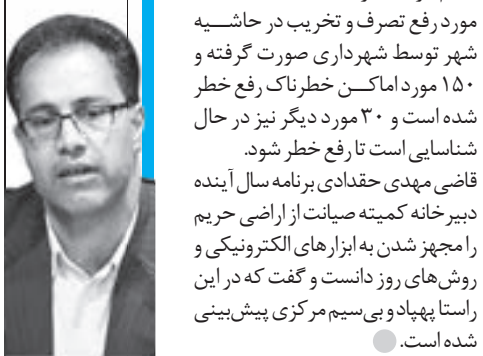 مورد رفع تصرف و تخریب در حاشیه
شهر توسط شهرداری صورت گرفته و
۱۵۰ مورد اماکن خطرناک رفع خطر
شده است و ۳۰ مورد دیگر نیز در حال
شناسایی است تا رفع خطر شود.
قاضی مهدی حقدادی برنامه سال آینده
دبیرخانه کمیته صیانت از اراضی حریم
را مجهز شدن به ابزارهای الکترونیکی و
روش‌های روز دانست و گفت که در این
راستا پهپاد و بی‌سیم مرکزی پیش‌بینی
شده است.